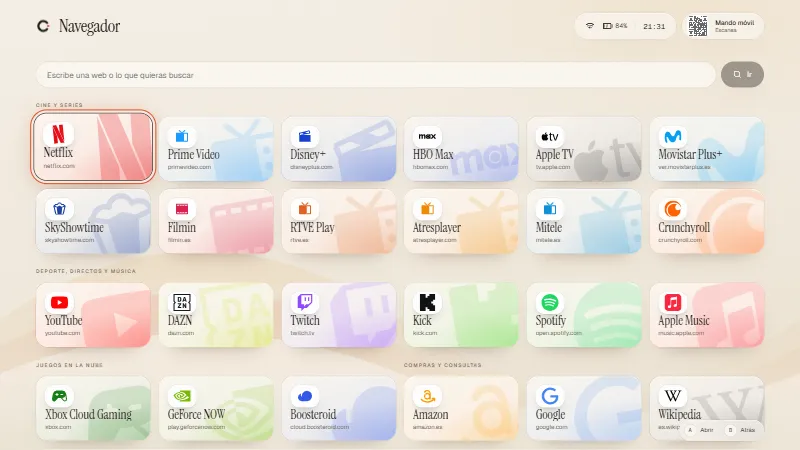 Navegador
84%
21:31
Mando móvil
Escanea
Escribe una web o lo que quieras buscar
Ir
CINE Y SERIES
Netflix
netflix.com
Prime Video
primevideo.com
Disney+
disneyplus.com
max
HBO Max
hbomax.com
tv
Apple TV
tv.apple.com
Movistar Plus+
ver.movistarplus.es
SkyShowtime
skyshowtime.com
Filmin
filmin.es
RTVE Play
rtve.es
Atresplayer
atresplayer.com
Mitele
mitele.es
Crunchyroll
crunchyroll.com
DEPORTE, DIRECTOS Y MÚSICA
YouTube
youtube.com
DAZN
DAZN
dazn.com
Twitch
twitch.tv
Kick
kick.com
Spotify
open.spotify.com
Apple Music
music.apple.com
JUEGOS EN LA NUBE
COMPRAS Y CONSULTAS
Xbox Cloud Gaming
xbox.com
GeForce NOW
play.geforcenow.com
Boosteroid
cloud.boosteroid.com
Amazon
amazon.es
Google
google.com
W
Wikipedia
A Abrir
B Atrás